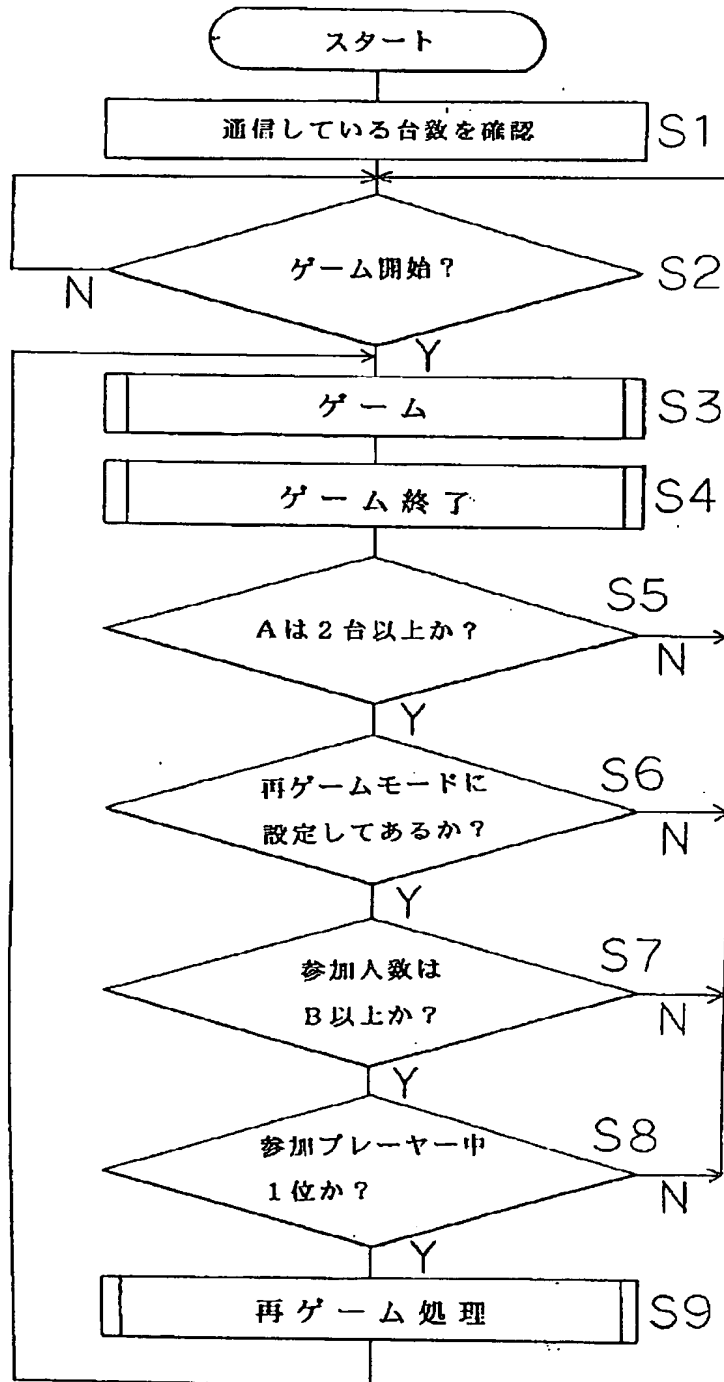 スタート
通信している台数を確認 S1
ゲーム開始？ S2
N
Y
ゲーム S3
ゲーム終了 S4
S5
Aは2台以上か？
N
Y
S6
再ゲームモードに
設定してあるか？
N
Y
S7
参加人数は
B以上か？
N
Y
S8
参加プレーヤー中
1位か？
N
Y
再ゲーム処理 S9